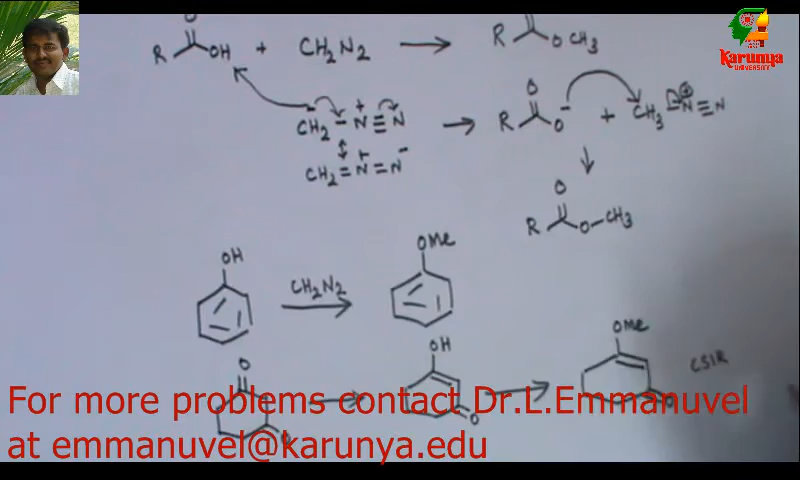 O
R OH + CH2N2 → R O CH3
Karunya
UNIVERSITY
CH2 – N ≡ N → R O O – + CH3 – N ≡ N
CH2 = N = N –
O
R O – CH3
OH CH2N2 → OMe
O O → OH O → OMe O CSIR
For more problems contact Dr.L.Emmanuvel
at emmanuvel@karunya.edu